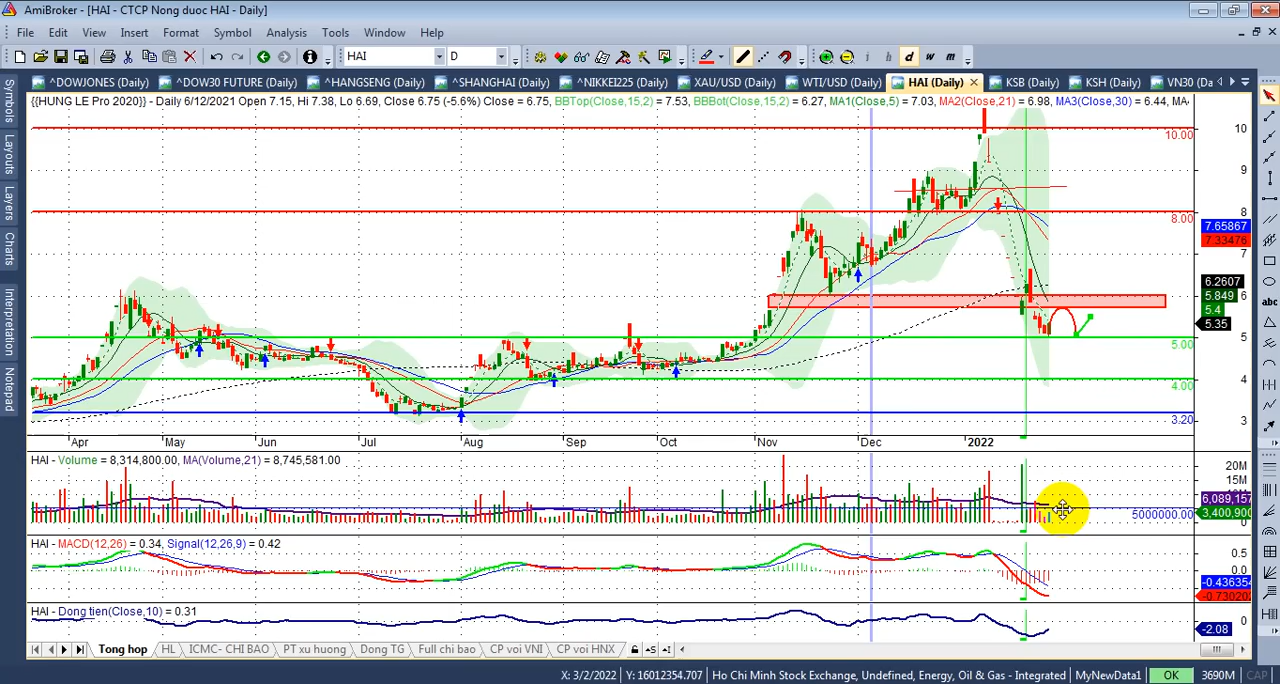 AmiBroker - [HAI - CTCP Nong duoc HAI - Daily]
File Edit View Insert Format Symbol Analysis Tools Window Help
HAI D i h d w m
^DOWJONES (Daily) ^DOW30 FUTURE (Daily) ^HANGSENG (Daily) ^SHANGHAI (Daily) ^NIKKEI225 (Daily) XAU/USD (Daily) WTI/USD (Daily) HAI (Daily) KSB (Daily) KSH (Daily) VN30 (Da
{{HUNG LE Pro 2020}} - Daily 6/12/2021 Open 7.15, Hi 7.38, Lo 6.69, Close 6.75 (-5.6%) Close = 6.75, BBTop(Close,15,2) = 7.53, BBBot(Close,15,2) = 6.27, MA1(Close,5) = 7.03, MA2(Close,21) = 6.98, MA3(Close,30) = 6.44, MA
Symbols
Layouts
Layers
Charts
Interpretation
Notepad
abc
10
10.00
9
8
8.00
7.65867
7.33476
7
6.2607
6
5.849
5.4
5.35
5
5.00
4
4.00
3.20
3
Apr May Jun Jul Aug Sep Oct Nov Dec 2022
HAI - Volume = 8,314,800.00, MA(Volume,21) = 8,745,581.00
20M
15M
6,089,157
5000000.00
3,400,900
0
HAI - MACD(12,26) = 0.34, Signal(12,26,9) = 0.42
0.5
0.0
-0.436354
-0.730202
HAI - Dong tien(Close,10) = 0.31
0
-2.08
Tong hop HL ICMC- CHI BAO PT xu huong Dong TG Full chi bao CP voi VNI CP voi HNX
X: 3/2/2022 Y: 16012354.707 Ho Chi Minh Stock Exchange, Undefined, Energy, Oil & Gas - Integrated MyNewData1 OK 3690M CAP